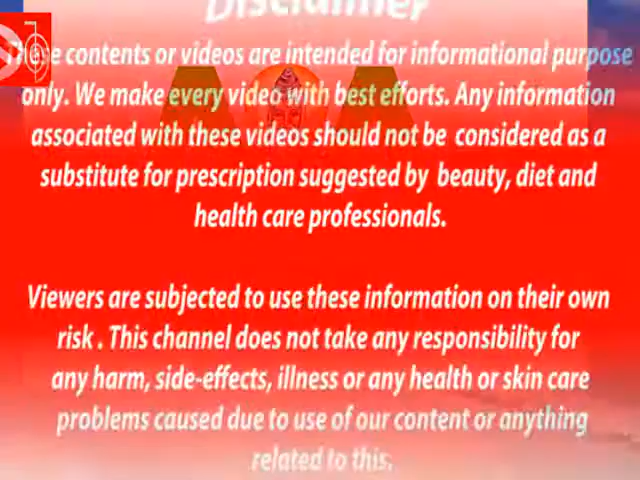 Disclaimer
These contents or videos are intended for informational purpose
only. We make every video with best efforts. Any information
associated with these videos should not be considered as a
substitute for prescription suggested by beauty, diet and
health care professionals.
Viewers are subjected to use these information on their own
risk . This channel does not take any responsibility for
any harm, side-effects, illness or any health or skin care
problems caused due to use of our content or anything
related to this.